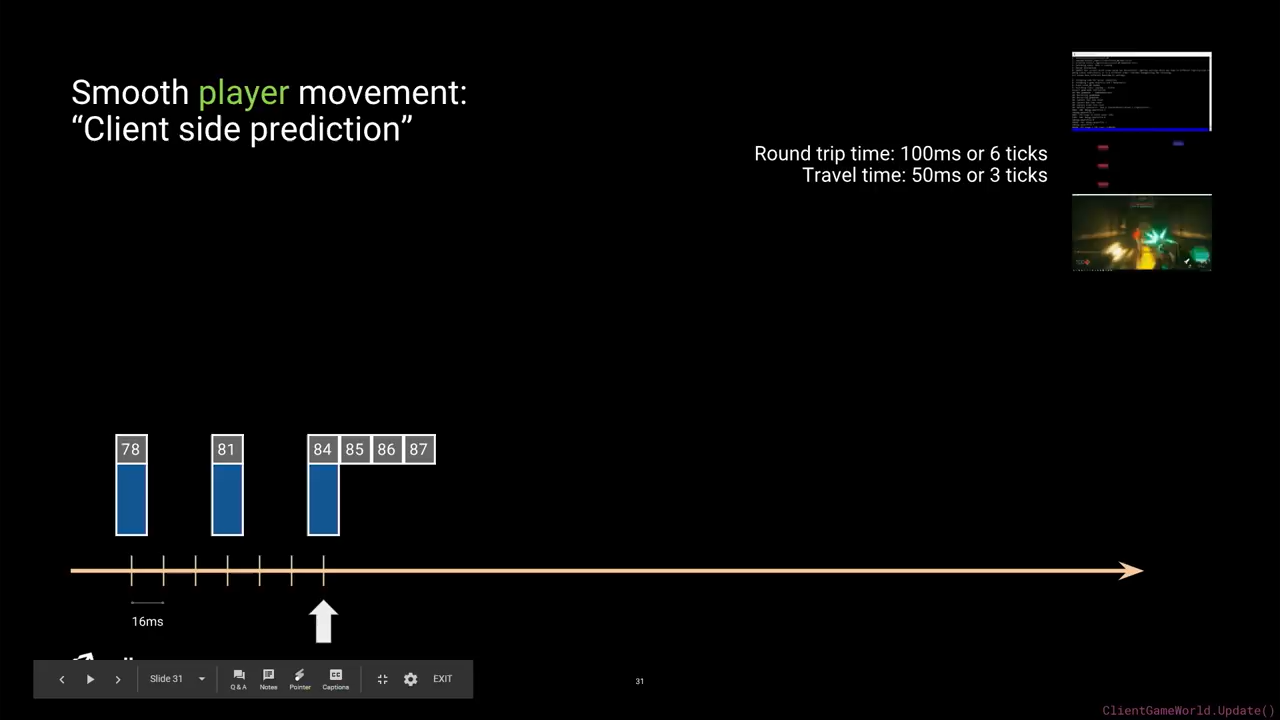 Smooth player movement:
“Client side prediction”
Round trip time: 100ms or 6 ticks
Travel time: 50ms or 3 ticks
78 81 84 85 86 87
16ms
Slide 31
Q & A Notes Pointer Captions EXIT
31
ClientGameWorld.Update()